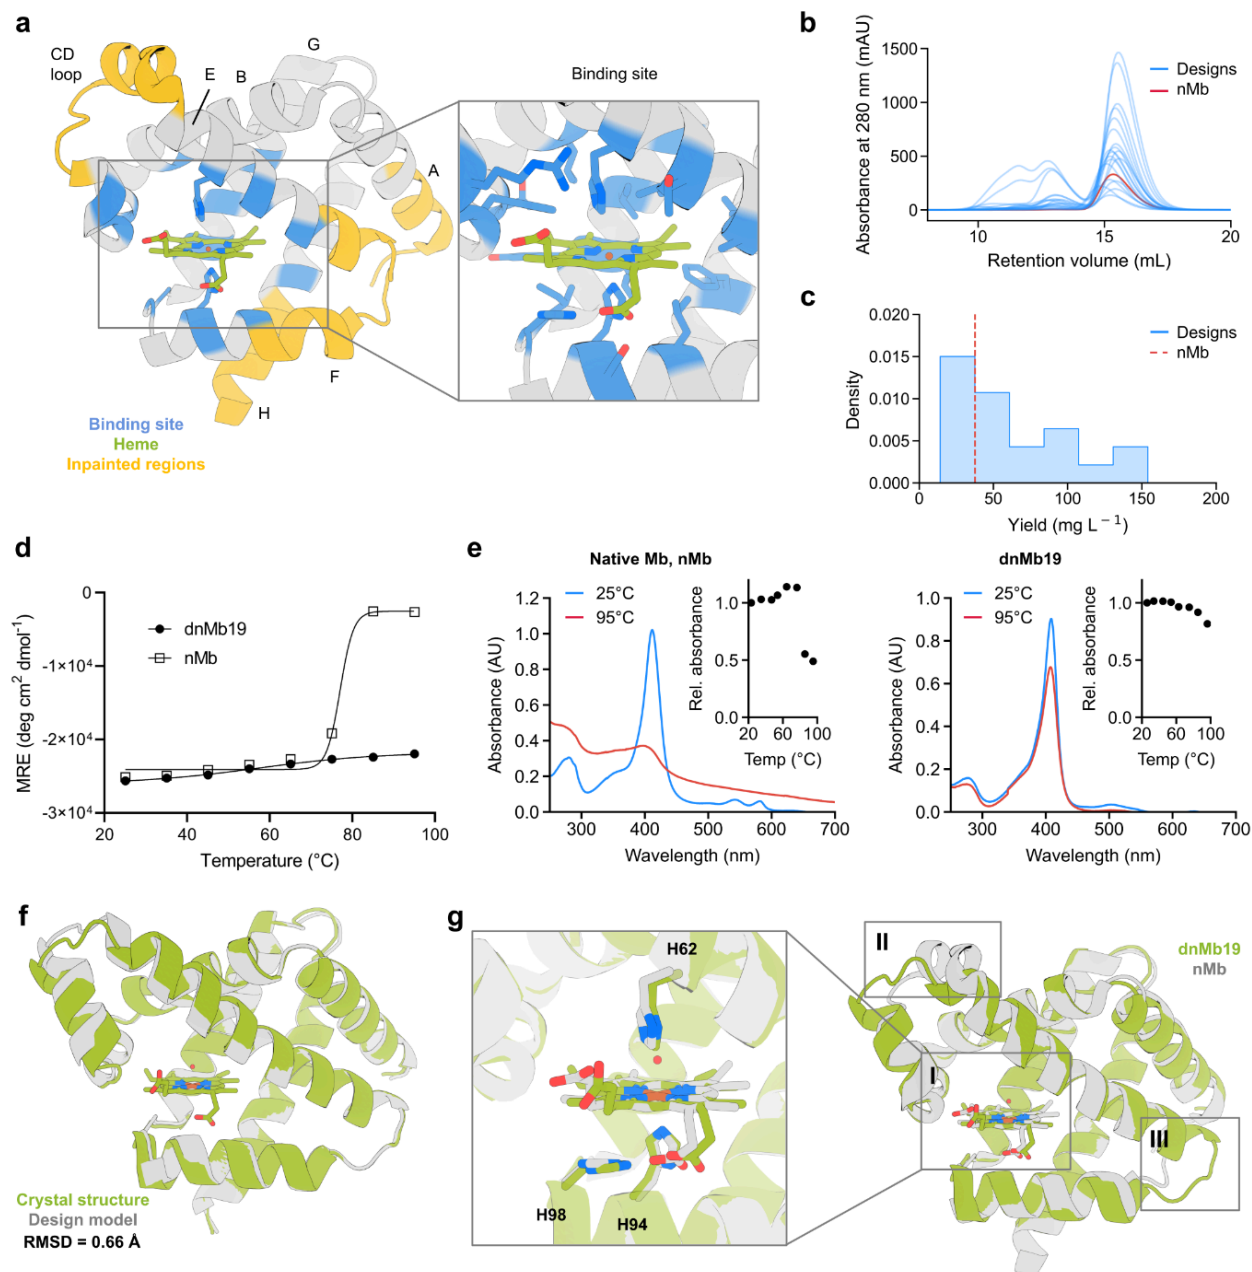 a
CD
loop
E
B
G
A
F
H
Binding site
Binding site
Heme
Inpainted regions
b
Absorbance at 280 nm (mAU)
1500
1000
500
0
10
15
20
Retention volume (mL)
Designs
nMb
c
Density
0.020
0.015
0.010
0.005
0.000
0
50
100
150
200
Yield (mg L⁻¹)
Designs
nMb
d
MRE (deg cm² dmol⁻¹)
0
-1×10⁴
-2×10⁴
-3×10⁴
20
40
60
80
100
Temperature (°C)
dnMb19
nMb
e
Native Mb, nMb
25°C
95°C
Absorbance (AU)
1.2
1.0
0.8
0.6
0.4
0.2
0.0
300
400
500
600
700
Wavelength (nm)
Rel. absorbance
1.0
0.5
0.0
20
60
100
Temp (°C)
dnMb19
25°C
95°C
Absorbance (AU)
1.0
0.8
0.6
0.4
0.2
0.0
300
400
500
600
700
Wavelength (nm)
Rel. absorbance
1.0
0.5
0.0
20
60
100
Temp (°C)
f
Crystal structure
Design model
RMSD = 0.66 Å
g
H62
H98
H94
II
I
III
dnMb19
nMb